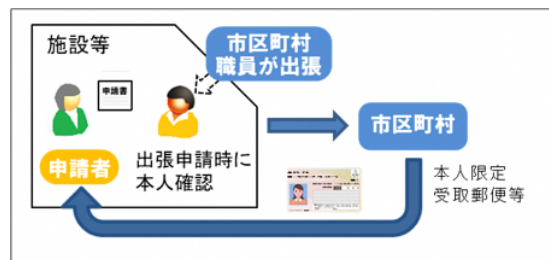 施設等
市区町村
職員が出張
申請書
市区町村
申請者
出張申請時に
本人確認
本人限定
受取郵便等